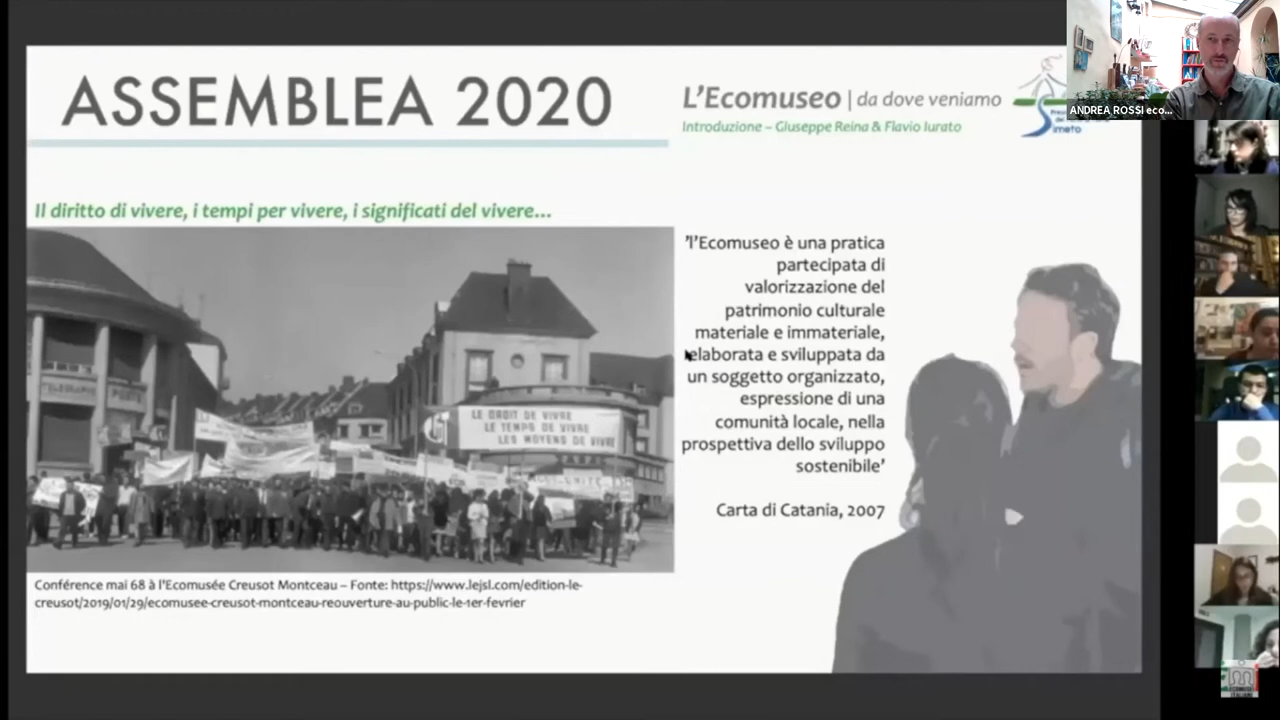 ASSEMBLEA 2020
L'Ecomuseo | da dove veniamo
Introduzione – Giuseppe Reina & Flavio Iurato
Simeto
ANDREA ROSSI eco...
Il diritto di vivere, i tempi per vivere, i significati del vivere...
LE DROIT DE VIVRE
LE TEMPS DE VIVRE
LES MOYENS DE VIVRE
'l'Ecomuseo è una pratica
partecipata di
valorizzazione del
patrimonio culturale
materiale e immateriale,
elaborata e sviluppata da
un soggetto organizzato,
espressione di una
comunità locale, nella
prospettiva dello sviluppo
sostenibile'
Carta di Catania, 2007
Conférence mai 68 à l'Ecomusée Creusot Montceau – Fonte: https://www.lejsl.com/edition-le-
creusot/2019/01/29/ecomusee-creusot-montceau-reouverture-au-public-le-1er-fevrier